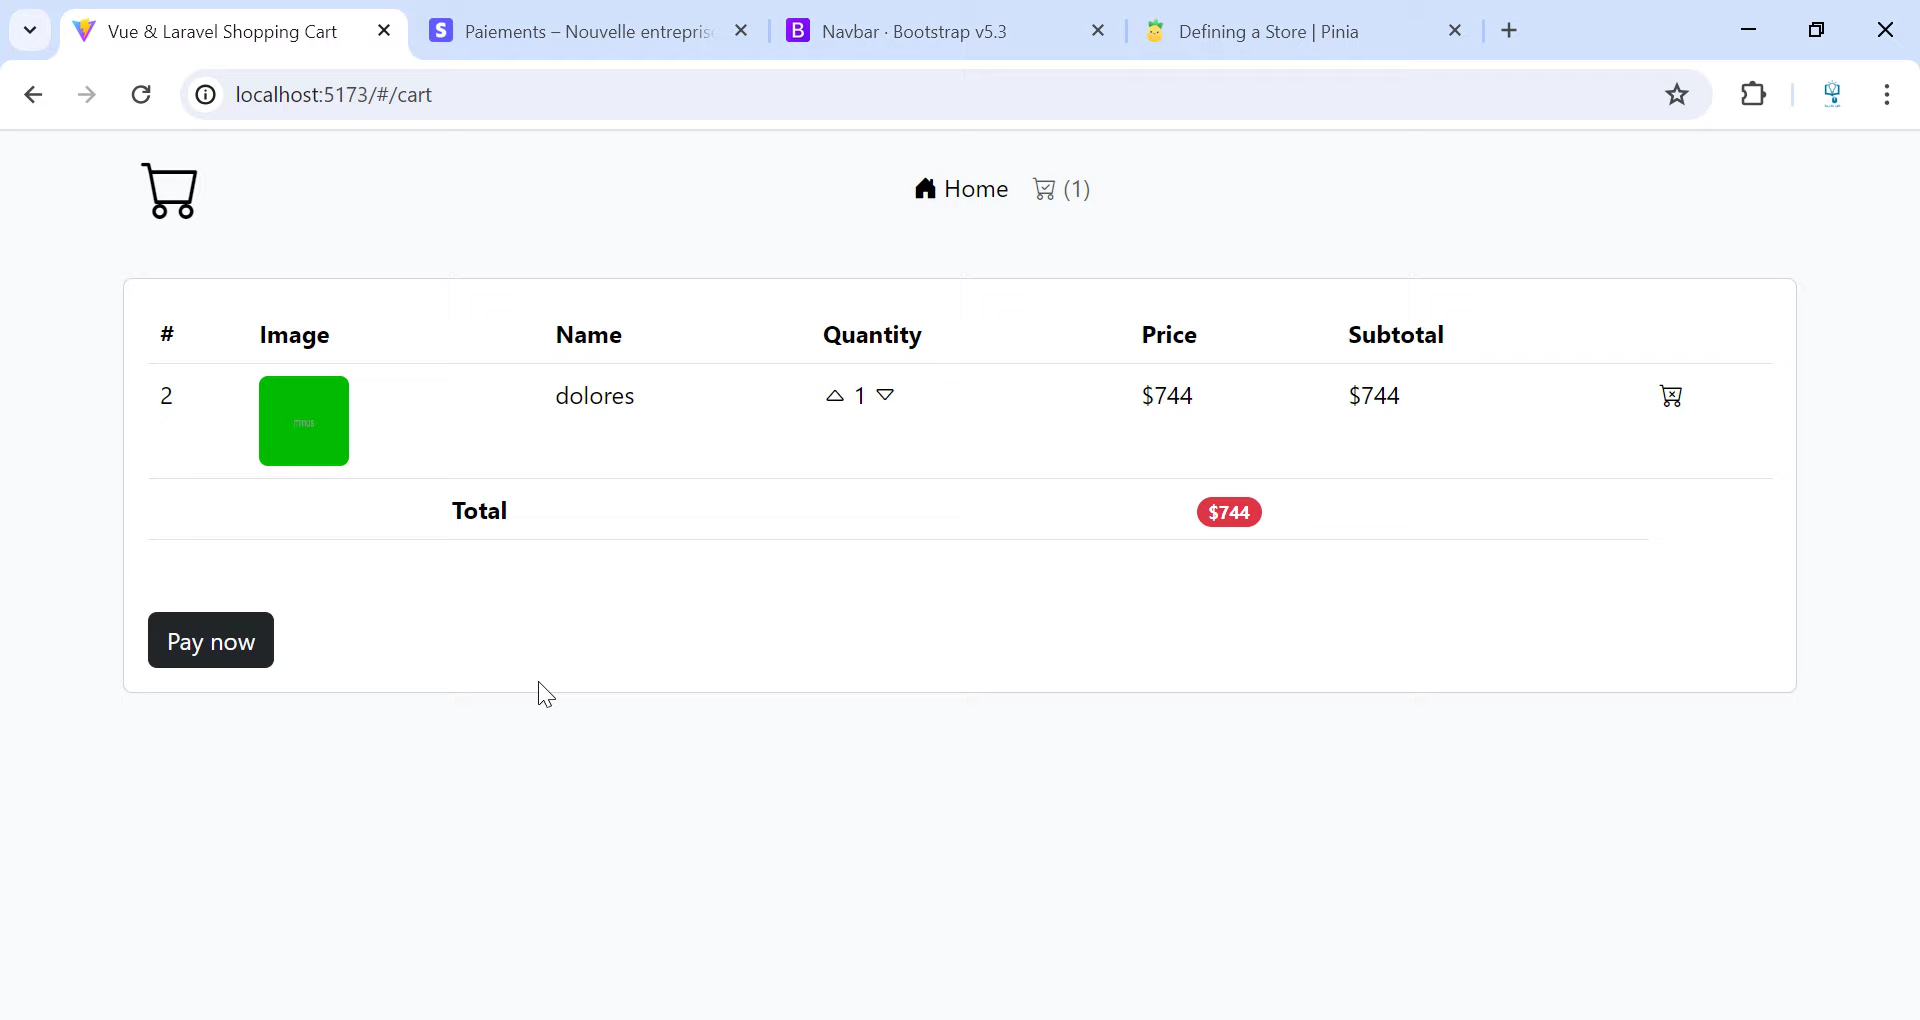 Vue & Laravel Shopping Cart
Paiements – Nouvelle entreprise
Navbar · Bootstrap v5.3
Defining a Store | Pinia
localhost:5173/#/cart
Home (1)
# Image Name Quantity Price Subtotal
2 dolores 1 $744 $744
Total $744
Pay now